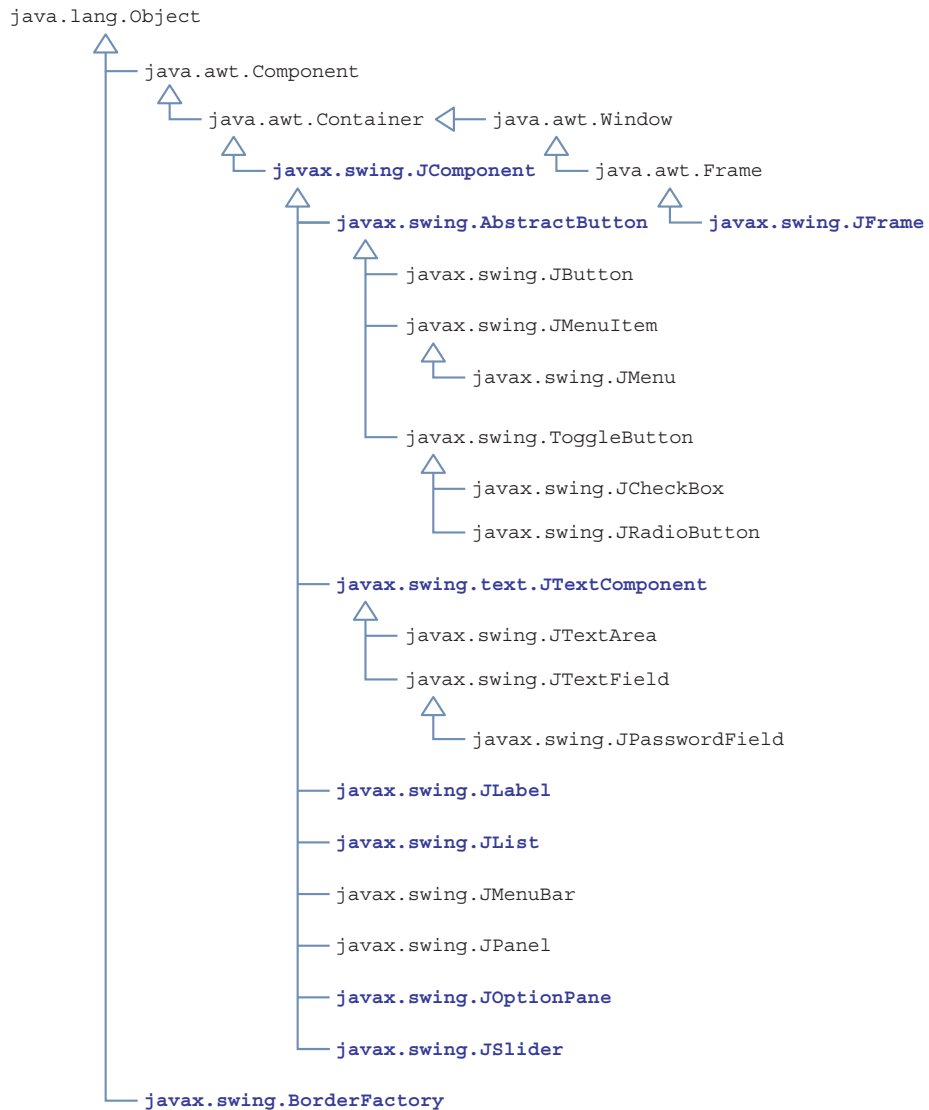 java.lang.Object
java.awt.Component
java.awt.Container java.awt.Window
javax.swing.JComponent java.awt.Frame
javax.swing.AbstractButton javax.swing.JFrame
javax.swing.JButton
javax.swing.JMenuItem
javax.swing.JMenu
javax.swing.ToggleButton
javax.swing.JCheckBox
javax.swing.JRadioButton
javax.swing.text.JTextComponent
javax.swing.JTextArea
javax.swing.JTextField
javax.swing.JPasswordField
javax.swing.JLabel
javax.swing.JList
javax.swing.JMenuBar
javax.swing.JPanel
javax.swing.JOptionPane
javax.swing.JSlider
javax.swing.BorderFactory